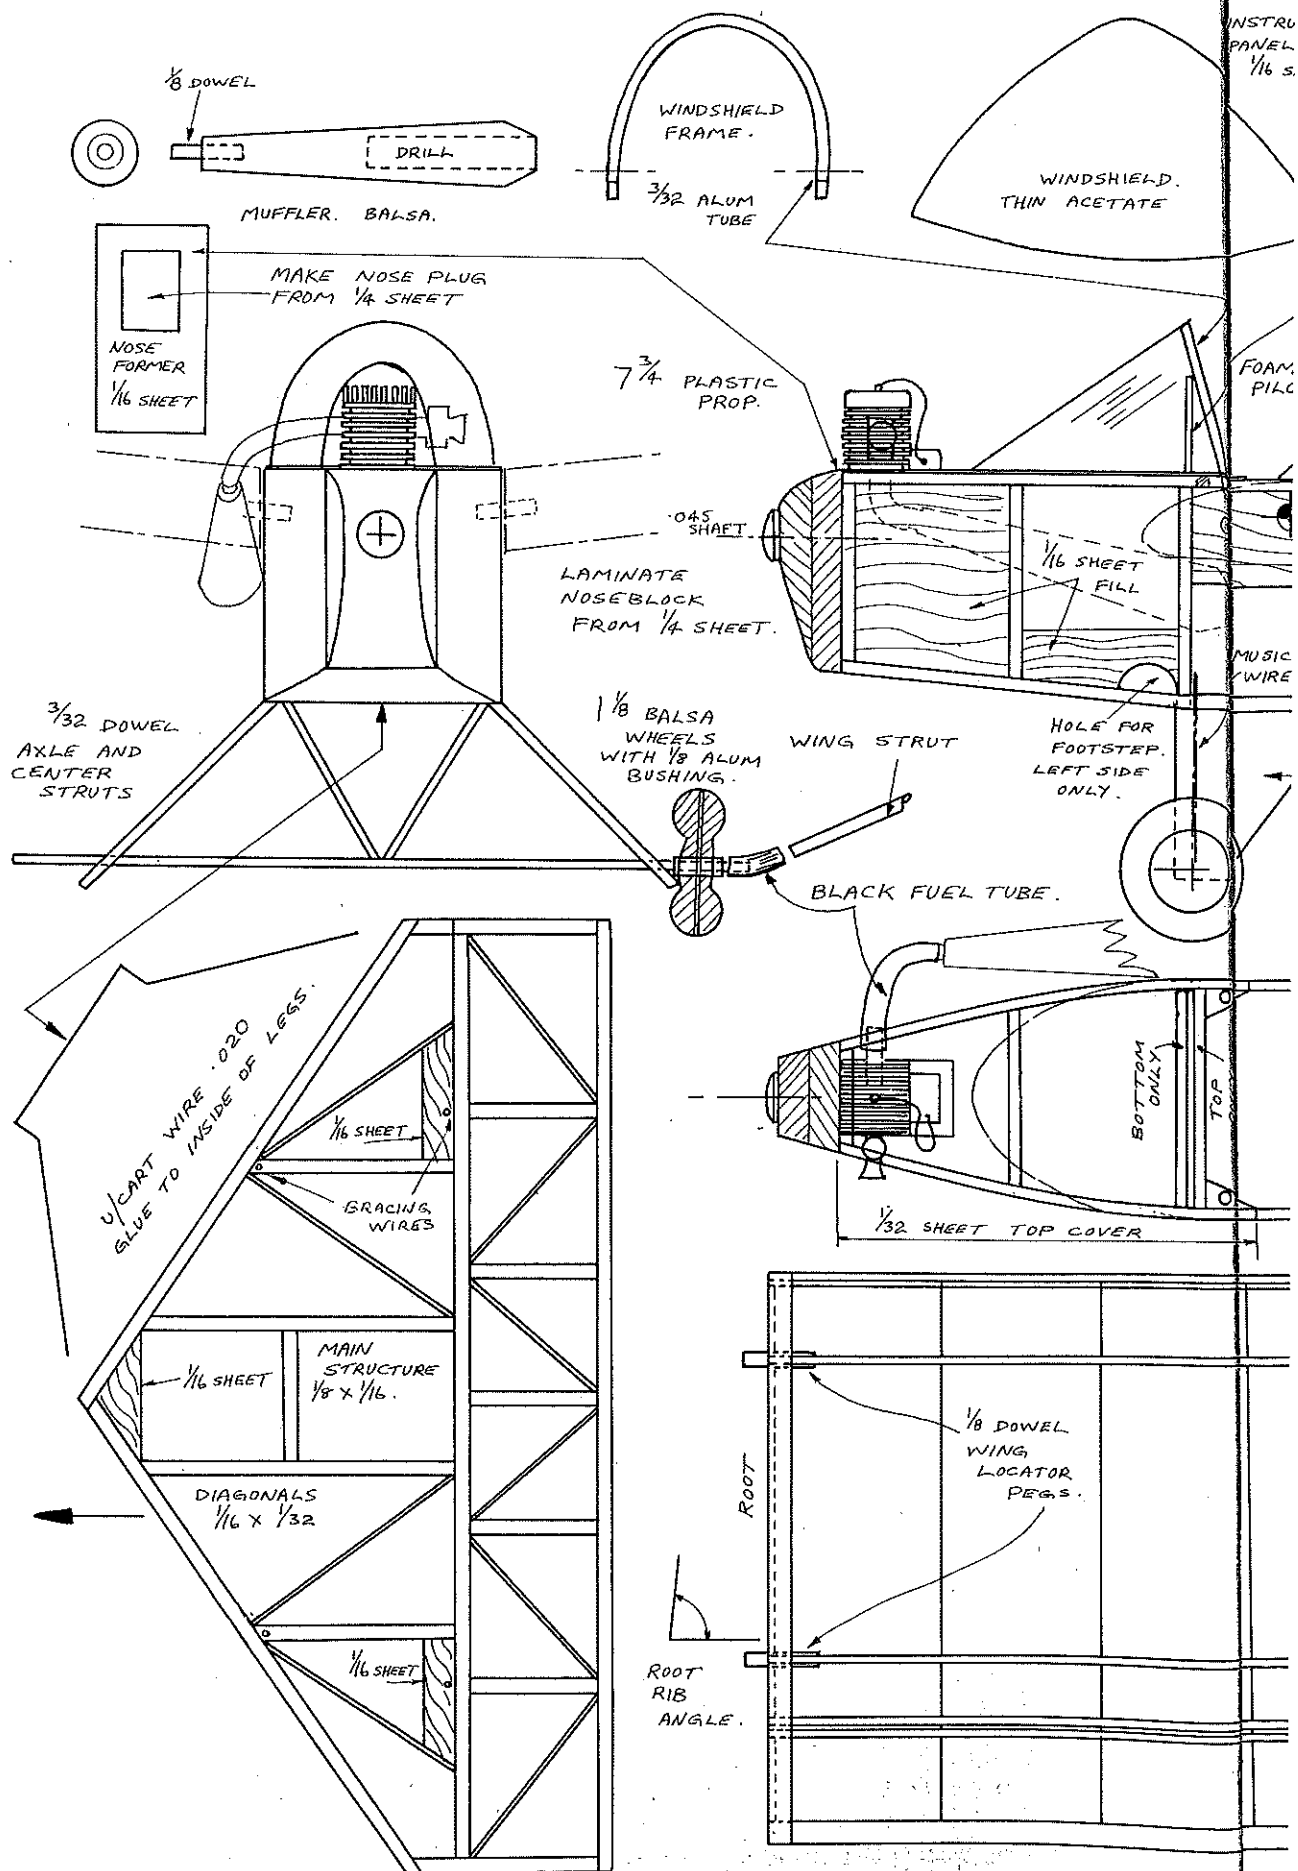 1/8 DOWEL
DRILL
MUFFLER. BALSA.
WINDSHIELD
FRAME.
3/32 ALUM
TUBE
WINDSHIELD.
THIN ACETATE
PANEL
1/16
MAKE NOSE PLUG
FROM 1/4 SHEET
NOSE
FORMER
1/16 SHEET
7 3/4 PLASTIC
PROP.
.045
SHAFT
LAMINATE
NOSEBLOCK
FROM 1/4 SHEET.
1/16 SHEET
FILL
MUSIC
WIRE
HOLE FOR
FOOTSTEP.
LEFT SIDE
ONLY.
3/32 DOWEL
AXLE AND
CENTER
STRUTS
1 1/8 BALSA
WHEELS
WITH 1/8 ALUM
BUSHING.
WING STRUT
BLACK FUEL TUBE.
U/CART WIRE .020
GLUE TO INSIDE OF LEGS.
1/16 SHEET
BRACING
WIRES
BOTTOM
ONLY
TOP
1/32 SHEET TOP COVER
1/16 SHEET
MAIN
STRUCTURE
1/8 X 1/16.
DIAGONALS
1/16 X 1/32
1/16 SHEET
ROOT
1/8 DOWEL
WING
LOCATOR
PEGS.
ROOT
RIB
ANGLE.